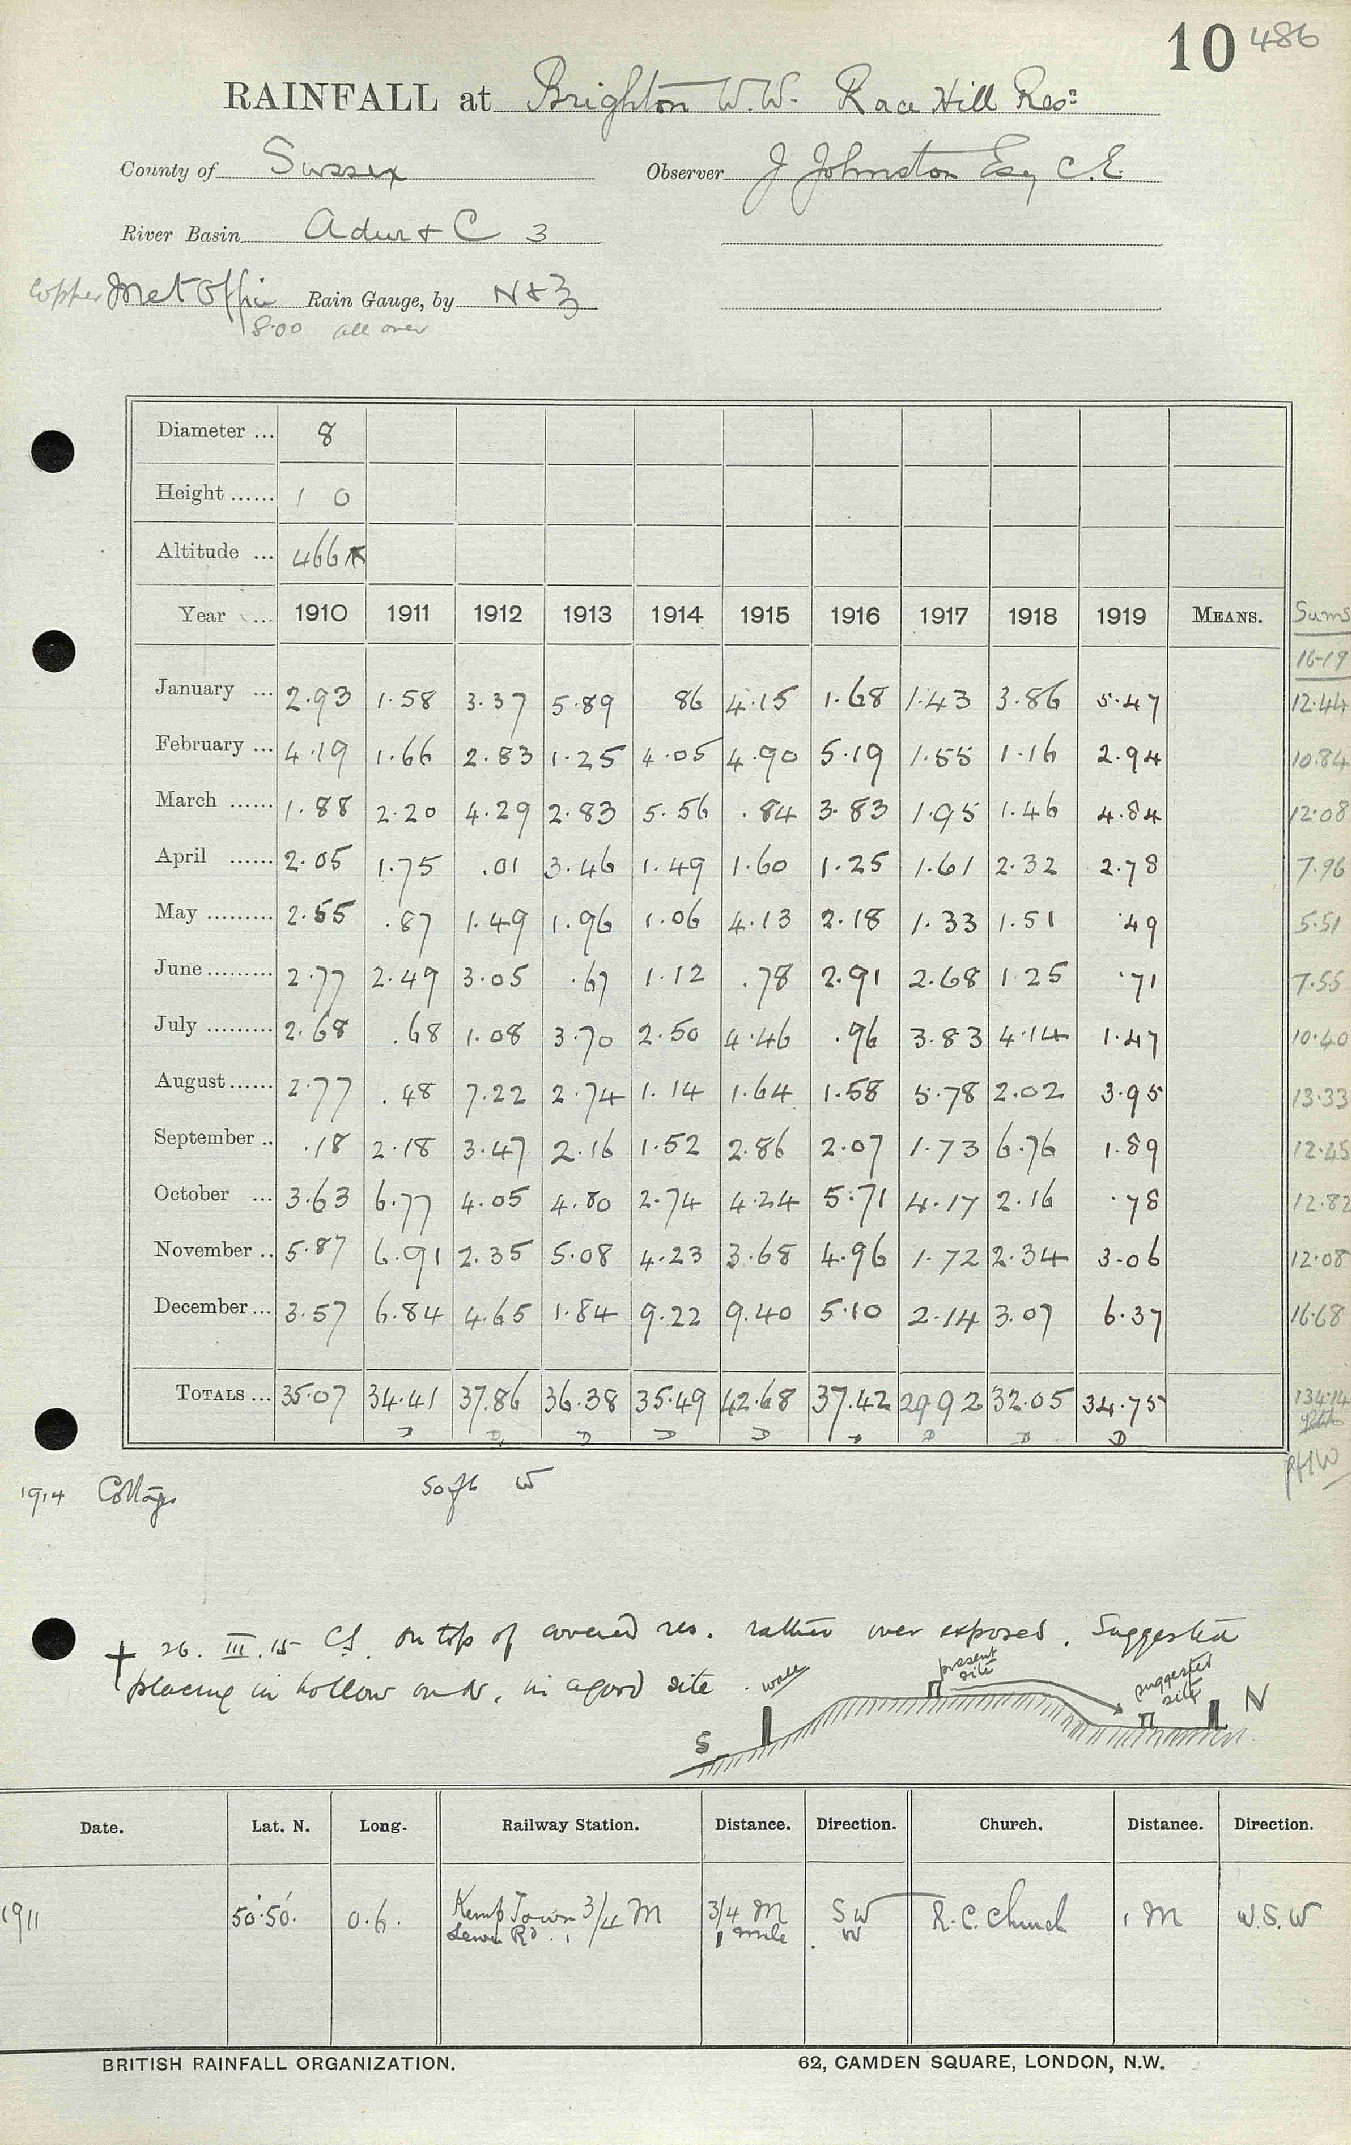 10 486
RAINFALL at Brighton W.W. Race Hill Res:
County of Sussex Observer J Johnston Esq C.E.
River Basin Adur & C 3
Copper Met Office Rain Gauge, by N & Z
8.00 all over
Diameter ... 8
Height ...... 1 0
Altitude ... 466
Year ... 1910 1911 1912 1913 1914 1915 1916 1917 1918 1919 MEANS. Sums
16-19
January ... 2.93 1.58 3.37 5.89 86 4.15 1.68 1.43 3.86 5.47 12.44
February ... 4.19 1.66 2.83 1.25 4.05 4.90 5.19 1.55 1.16 2.94 10.84
March ...... 1.88 2.20 4.29 2.83 5.56 .84 3.83 1.95 1.46 4.84 12.08
April ...... 2.05 1.75 .01 3.46 1.49 1.60 1.25 1.61 2.32 2.78 7.96
May ......... 2.55 .87 1.49 1.96 1.06 4.13 2.18 1.33 1.51 .49 5.51
June ......... 2.77 2.49 3.05 .67 1.12 .78 2.91 2.68 1.25 .71 7.55
July ......... 2.68 .68 1.08 3.70 2.50 4.46 .96 3.83 4.14 1.47 10.40
August ...... 2.77 .48 7.22 2.74 1.14 1.64 1.58 5.78 2.02 3.95 13.33
September .. .18 2.18 3.47 2.16 1.52 2.86 2.07 1.73 6.76 1.89 12.45
October ... 3.63 6.77 4.05 4.80 2.74 4.24 5.71 4.17 2.16 .78 12.82
November .. 5.87 6.91 2.35 5.08 4.23 3.68 4.96 1.72 2.34 3.06 12.08
December ... 3.57 6.84 4.65 1.84 9.22 9.40 5.10 2.14 3.07 6.37 16.68
TOTALS ... 35.07 34.41 37.86 36.38 35.49 42.68 37.42 29.92 32.05 34.75 134.14
PHW
1914 Cottage 50 ft W
† 26. III. 15 CS. on top of covered res. rather over exposed. Suggested
placing in hollow on N. in a good site.
wall present site suggested site
S N
Date. Lat. N. Long. Railway Station. Distance. Direction. Church. Distance. Direction.
1911 50°.50'. 0.6. Kemp Town 3/4 M 3/4 M SW R.C. Church 1 M W.S.W
Lewes Rd. 1 mile W
BRITISH RAINFALL ORGANIZATION. 62, CAMDEN SQUARE, LONDON, N.W.